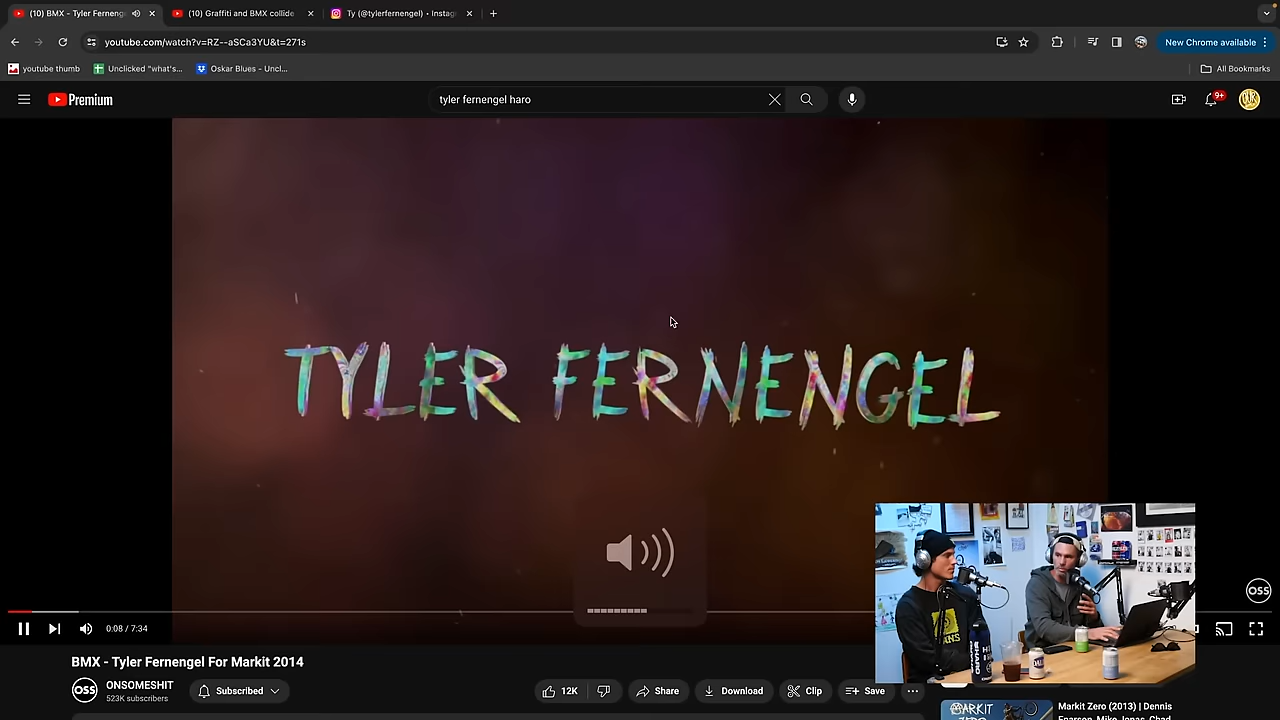 (10) BMX - Tyler Ferneng
(10) Graffiti and BMX collide
Ty (@tylerfernengel) • Instag
youtube.com/watch?v=RZ--aSCa3YU&t=271s
New Chrome available
youtube thumb
Unclicked "what's...
Oskar Blues - Uncl...
All Bookmarks
Premium
tyler fernengel haro
9+
TYLER FERNENGEL
OSS
0:08 / 7:34
BMX - Tyler Fernengel For Markit 2014
OSS
ONSOMESHIT
523K subscribers
Subscribed
12K
Share
Download
Clip
Save
MARKIT
ZERO
Markit Zero (2013) | Dennis
Enarson, Mike Jonas, Chad